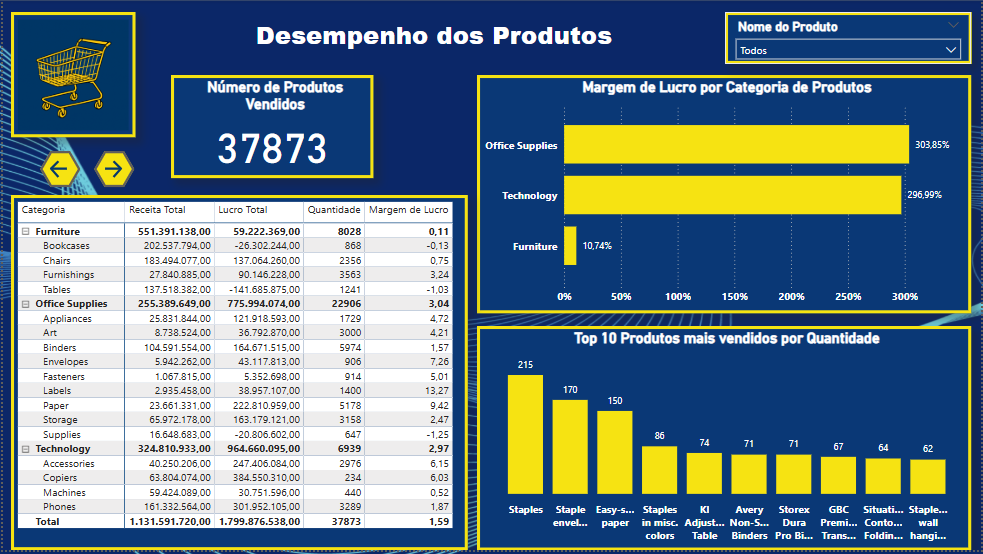 Desempenho dos Produtos
Nome do Produto
Todos
Número de Produtos
Vendidos
37873
Categoria Receita Total Lucro Total Quantidade Margem de Lucro
Furniture 551.391.138,00 59.222.369,00 8028 0,11
Bookcases 202.537.794,00 -26.302.244,00 868 -0,13
Chairs 183.494.077,00 137.064.260,00 2356 0,75
Furnishings 27.840.885,00 90.146.228,00 3563 3,24
Tables 137.518.382,00 -141.685.875,00 1241 -1,03
Office Supplies 255.389.649,00 775.994.074,00 22906 3,04
Appliances 25.831.844,00 121.918.593,00 1729 4,72
Art 8.738.524,00 36.792.870,00 3000 4,21
Binders 104.591.554,00 164.671.515,00 5974 1,57
Envelopes 5.942.262,00 43.117.813,00 906 7,26
Fasteners 1.067.815,00 5.352.698,00 914 5,01
Labels 2.935.458,00 38.957.107,00 1400 13,27
Paper 23.661.331,00 222.810.959,00 5178 9,42
Storage 65.972.178,00 163.179.121,00 3158 2,47
Supplies 16.648.683,00 -20.806.602,00 647 -1,25
Technology 324.810.933,00 964.660.095,00 6939 2,97
Accessories 40.250.206,00 247.406.084,00 2976 6,15
Copiers 63.804.074,00 384.550.310,00 234 6,03
Machines 59.424.089,00 30.751.596,00 440 0,52
Phones 161.332.564,00 301.952.105,00 3289 1,87
Total 1.131.591.720,00 1.799.876.538,00 37873 1,59
Margem de Lucro por Categoria de Produtos
Office Supplies 303,85%
Technology 296,99%
Furniture 10,74%
0% 50% 100% 150% 200% 250% 300%
Top 10 Produtos mais vendidos por Quantidade
215 170 150 86 74 71 71 67 64 62
Staples Staple Easy-s... Staples KI Avery Storex GBC Situati... Staple...
envel... paper in misc. Adjust... Non-S... Dura Premi... Conto... wall
colors Table Binders Pro Bi... Trans... Foldin... hangi...